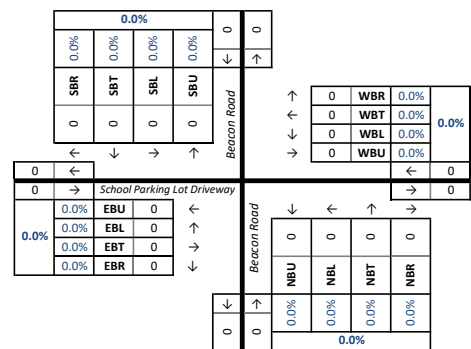 0.0%
0.0% 0.0% 0.0% 0.0% 0 0
↓ ↑
SBR SBT SBL SBU
0 0 0 0
Beacon Road
← ↓ → ↑
↑ 0 WBR 0.0%
← 0 WBT 0.0%
↓ 0 WBL 0.0%
→ 0 WBU 0.0%
0.0%
0 ← ← 0
0 → School Parking Lot Driveway → 0
0.0%
0.0% EBU 0 ←
0.0% EBL 0 ↑
0.0% EBT 0 →
0.0% EBR 0 ↓
Beacon Road
↓ ← ↑ →
0 0 0 0
NBU NBL NBT NBR
↓ ↑
0 0 0.0% 0.0% 0.0% 0.0%
0.0%